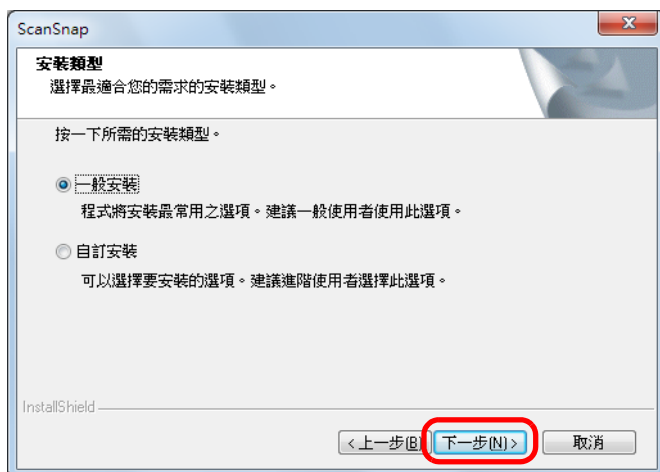 ScanSnap
安裝類型
選擇最適合您的需求的安裝類型。
按一下所需的安裝類型。
一般安裝
程式將安裝最常用之選項。建議一般使用者使用此選項。
自訂安裝
可以選擇要安裝的選項。建議進階使用者選擇此選項。
InstallShield
<上一步(B) 下一步(N)> 取消